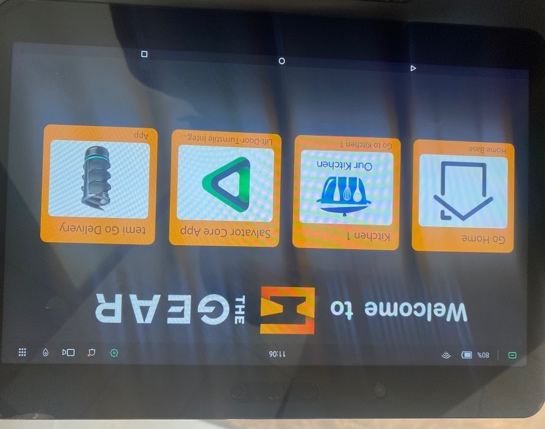 80%
11:06
Welcome to THE GEAR
Go Home
Home Base
Kitchen 1
Our Kitchen
Go to Kitchen 1
Salvator Core App
Lift-Door-Turnstile Integ...
temi Go Delivery
App